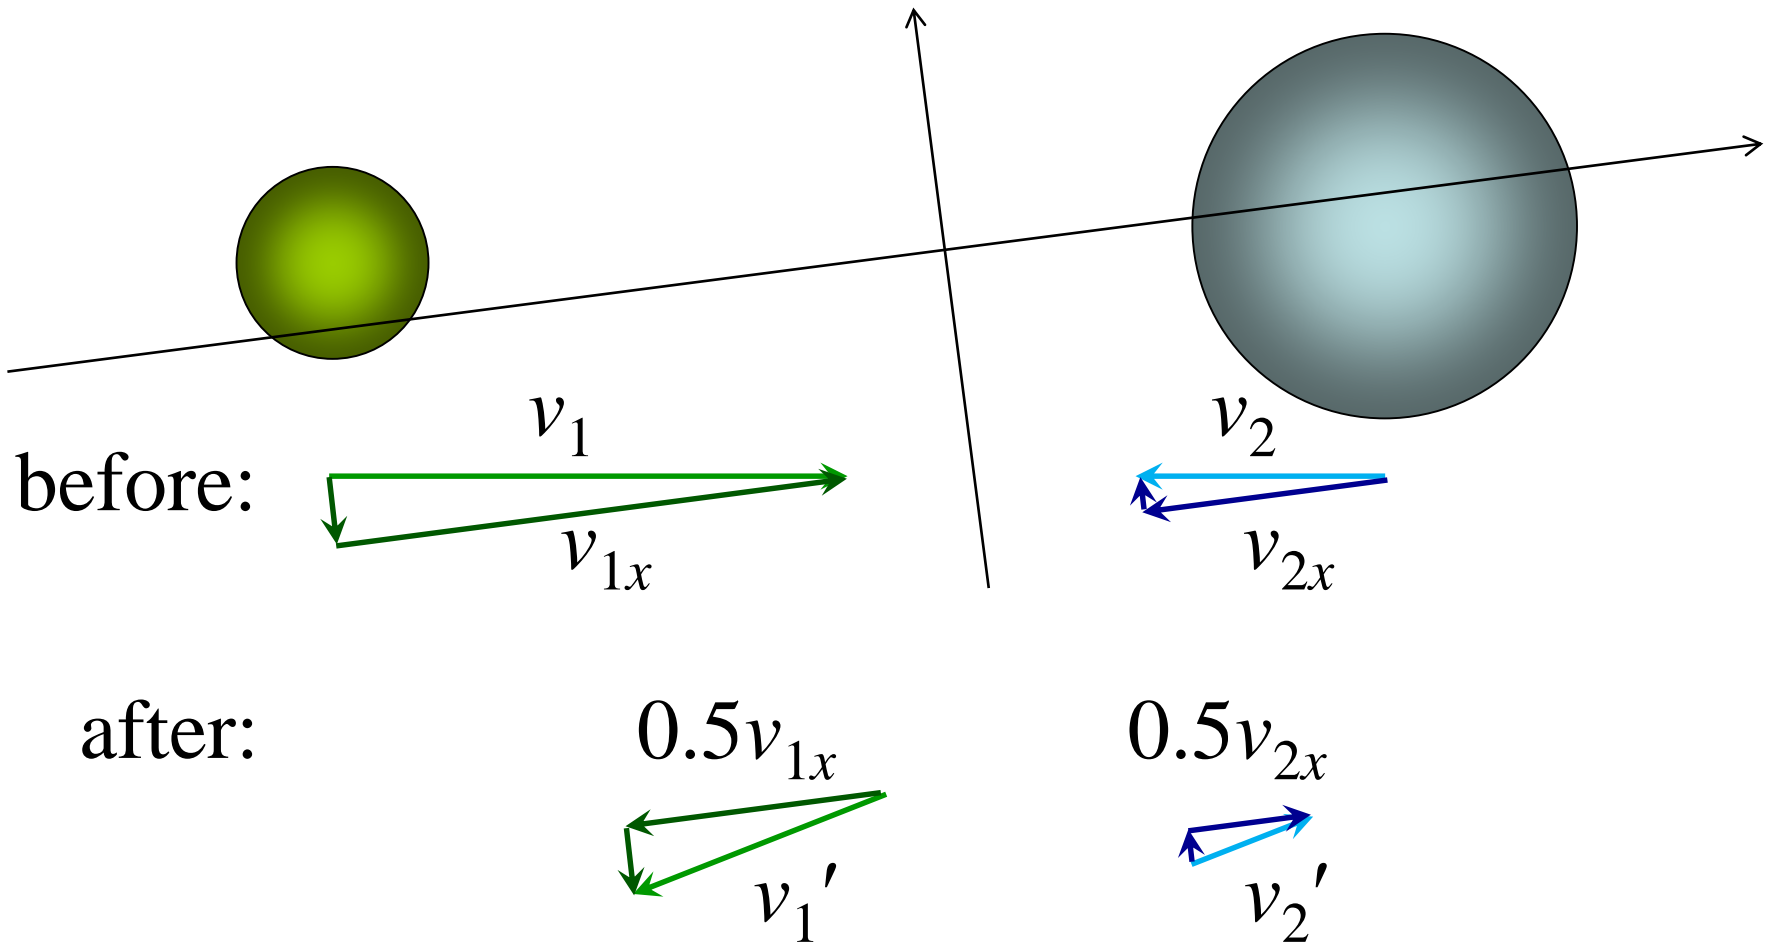 v₁ v₂
before:
v₁ₓ v₂ₓ
after: 0.5v₁ₓ 0.5v₂ₓ
v₁′ v₂′